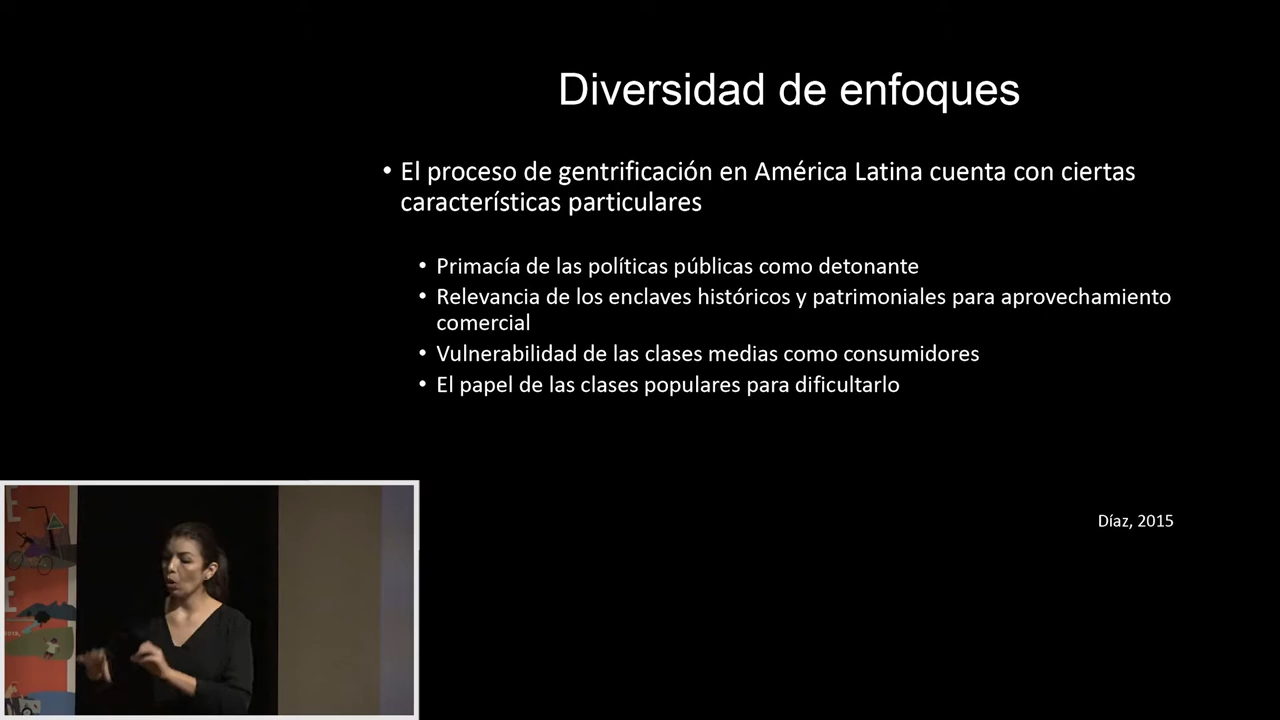 Diversidad de enfoques
• El proceso de gentrificación en América Latina cuenta con ciertas
características particulares
• Primacía de las políticas públicas como detonante
• Relevancia de los enclaves históricos y patrimoniales para aprovechamiento
comercial
• Vulnerabilidad de las clases medias como consumidores
• El papel de las clases populares para dificultarlo
Díaz, 2015
E
E